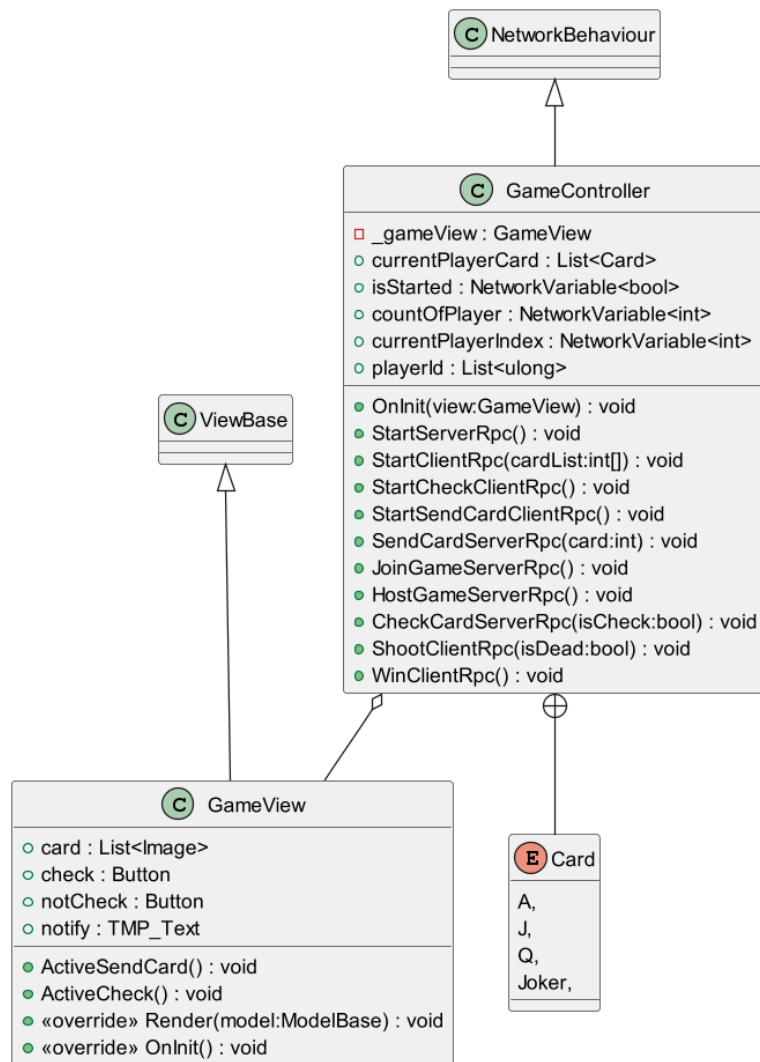 C NetworkBehaviour
C GameController
_gameView : GameView
currentPlayerCard : List<Card>
isStarted : NetworkVariable<bool>
countOfPlayer : NetworkVariable<int>
currentPlayerIndex : NetworkVariable<int>
playerId : List<ulong>
OnInit(view:GameView) : void
StartServerRpc() : void
StartClientRpc(cardList:int[]) : void
StartCheckClientRpc() : void
StartSendCardClientRpc() : void
SendCardServerRpc(card:int) : void
JoinGameServerRpc() : void
HostGameServerRpc() : void
CheckCardServerRpc(isCheck:bool) : void
ShootClientRpc(isDead:bool) : void
WinClientRpc() : void
C ViewBase
C GameView
card : List<Image>
check : Button
notCheck : Button
notify : TMP_Text
ActiveSendCard() : void
ActiveCheck() : void
«override» Render(model:ModelBase) : void
«override» OnInit() : void
E Card
A,
J,
Q,
Joker,